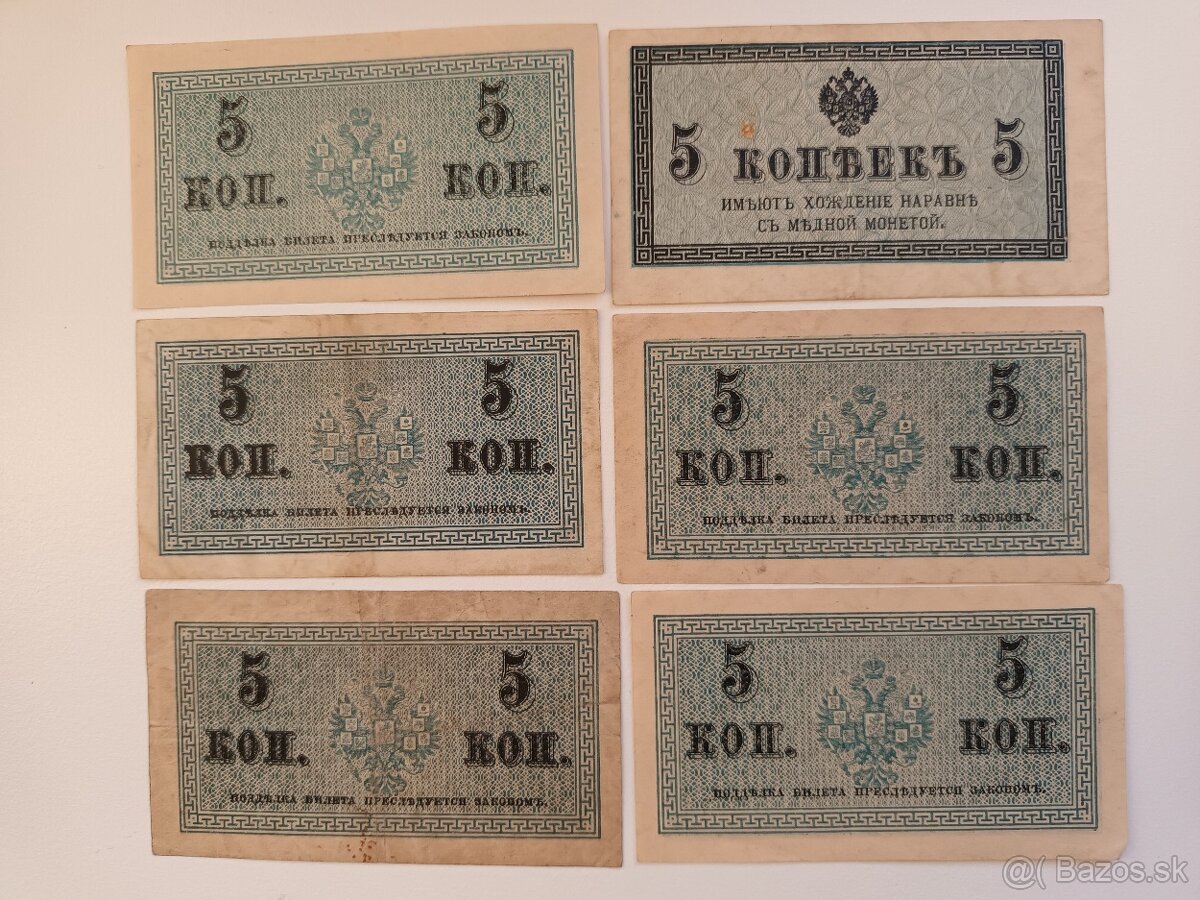 5 5
КОП. КОП.
ПОДДѢЛКА БИЛЕТА ПРЕСЛѢДУЕТСЯ ЗАКОНОМЪ.
5 КОПѢЕКЪ 5
ИМѢЮТЪ ХОЖДЕНІЕ НАРАВНѢ
СЪ МѢДНОЙ МОНЕТОЙ.
5 5
КОП. КОП.
ПОДДѢЛКА БИЛЕТА ПРЕСЛѢДУЕТСЯ ЗАКОНОМЪ.
5 5
КОП. КОП.
ПОДДѢЛКА БИЛЕТА ПРЕСЛѢДУЕТСЯ ЗАКОНОМЪ.
5 5
КОП. КОП.
ПОДДѢЛКА БИЛЕТА ПРЕСЛѢДУЕТСЯ ЗАКОНОМЪ.
5 5
КОП. КОП.
ПОДДѢЛКА БИЛЕТА ПРЕСЛѢДУЕТСЯ ЗАКОНОМЪ.
@( Bazos.sk